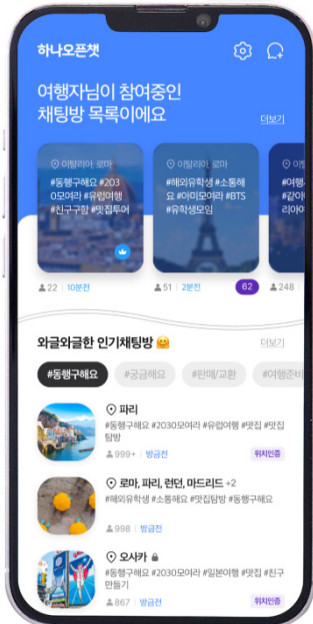 하나오픈챗
여행자님이 참여중인
채팅방 목록이에요
더보기
이탈리아, 로마
#동행구해요 #203
0모여라 #유럽여행
#친구구함 #맛집투어
22 | 10분전
이탈리아, 로마
#해외유학생 #소통해
요 #아미모여라 #BTS
#유학생모임
51 | 2분전
62
#여행
#같이
리아여
248
와글와글한 인기채팅방 🤗
더보기
#동행구해요
#궁금해요
#판매/교환
#여행준비
파리
#동행구해요 #2030모여라 #유럽여행 #맛집 #맛집
탐방
999+ | 방금전
위치인증
로마, 파리, 런던, 마드리드 +2
#해외유학생 #소통해요 #맛집탐방 #동행구해요
998 | 방금전
오사카
#동행구해요 #2030모여라 #일본여행 #맛집 #친구
만들기
867 | 방금전
위치인증